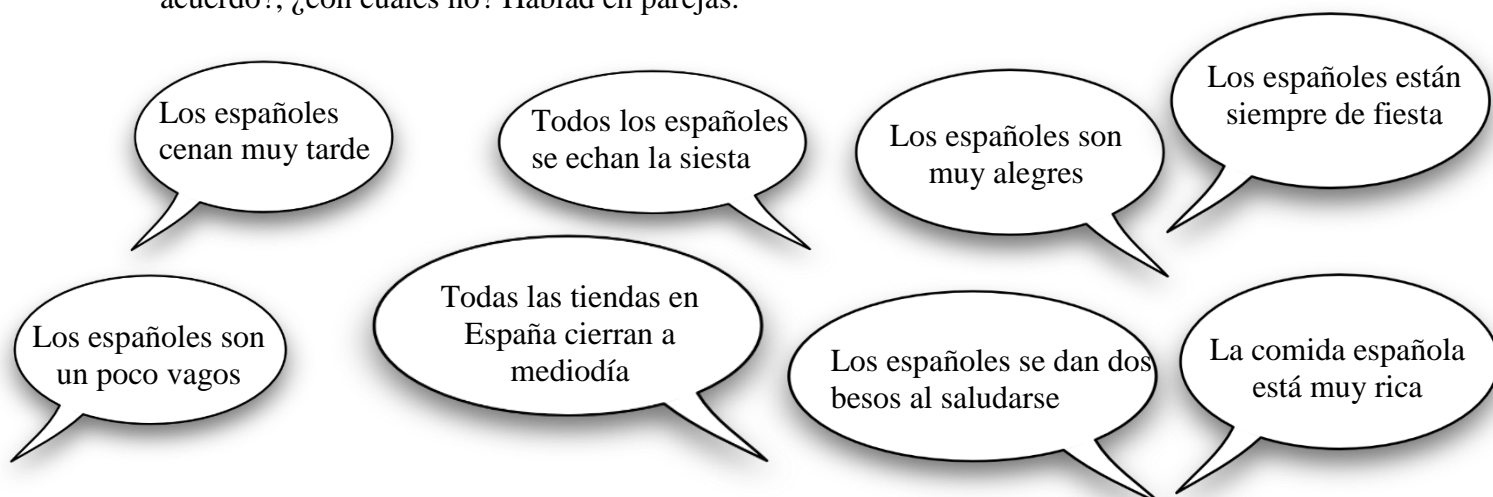 acuerdo?, ¿con cuáles no? Hablad en parejas.
Los españoles
cenan muy tarde
Todos los españoles
se echan la siesta
Los españoles son
muy alegres
Los españoles están
siempre de fiesta
Los españoles son
un poco vagos
Todas las tiendas en
España cierran a
mediodía
Los españoles se dan dos
besos al saludarse
La comida española
está muy rica